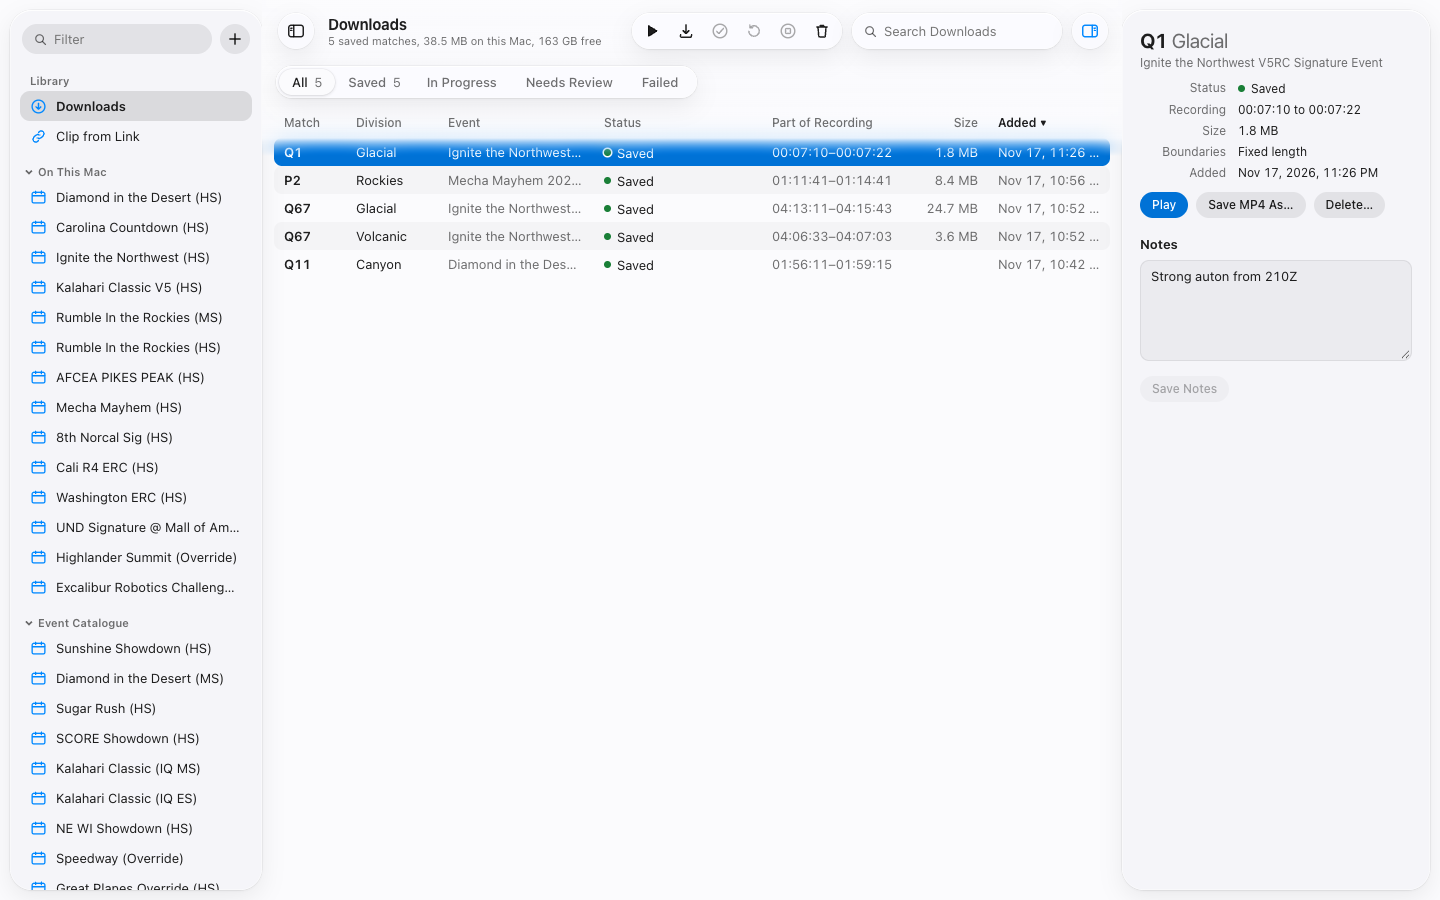 Filter
Library
Downloads
Clip from Link
On This Mac
Diamond in the Desert (HS)
Carolina Countdown (HS)
Ignite the Northwest (HS)
Kalahari Classic V5 (HS)
Rumble In the Rockies (MS)
Rumble In the Rockies (HS)
AFCEA PIKES PEAK (HS)
Mecha Mayhem (HS)
8th Norcal Sig (HS)
Cali R4 ERC (HS)
Washington ERC (HS)
UND Signature @ Mall of Am...
Highlander Summit (Override)
Excalibur Robotics Challeng...
Event Catalogue
Sunshine Showdown (HS)
Diamond in the Desert (MS)
Sugar Rush (HS)
SCORE Showdown (HS)
Kalahari Classic (IQ MS)
Kalahari Classic (IQ ES)
NE WI Showdown (HS)
Speedway (Override)
Great Planes Override (HS)
Downloads
5 saved matches, 38.5 MB on this Mac, 163 GB free
Search Downloads
All 5 Saved 5 In Progress Needs Review Failed
Match Division Event Status Part of Recording Size Added
Q1 Glacial Ignite the Northwest... Saved 00:07:10–00:07:22 1.8 MB Nov 17, 11:26 ...
P2 Rockies Mecha Mayhem 202... Saved 01:11:41–01:14:41 8.4 MB Nov 17, 10:56 ...
Q67 Glacial Ignite the Northwest... Saved 04:13:11–04:15:43 24.7 MB Nov 17, 10:52 ...
Q67 Volcanic Ignite the Northwest... Saved 04:06:33–04:07:03 3.6 MB Nov 17, 10:52 ...
Q11 Canyon Diamond in the Des... Saved 01:56:11–01:59:15 Nov 17, 10:42 ...
Q1 Glacial
Ignite the Northwest V5RC Signature Event
Status Saved
Recording 00:07:10 to 00:07:22
Size 1.8 MB
Boundaries Fixed length
Added Nov 17, 2026, 11:26 PM
Play Save MP4 As... Delete...
Notes
Strong auton from 210Z
Save Notes